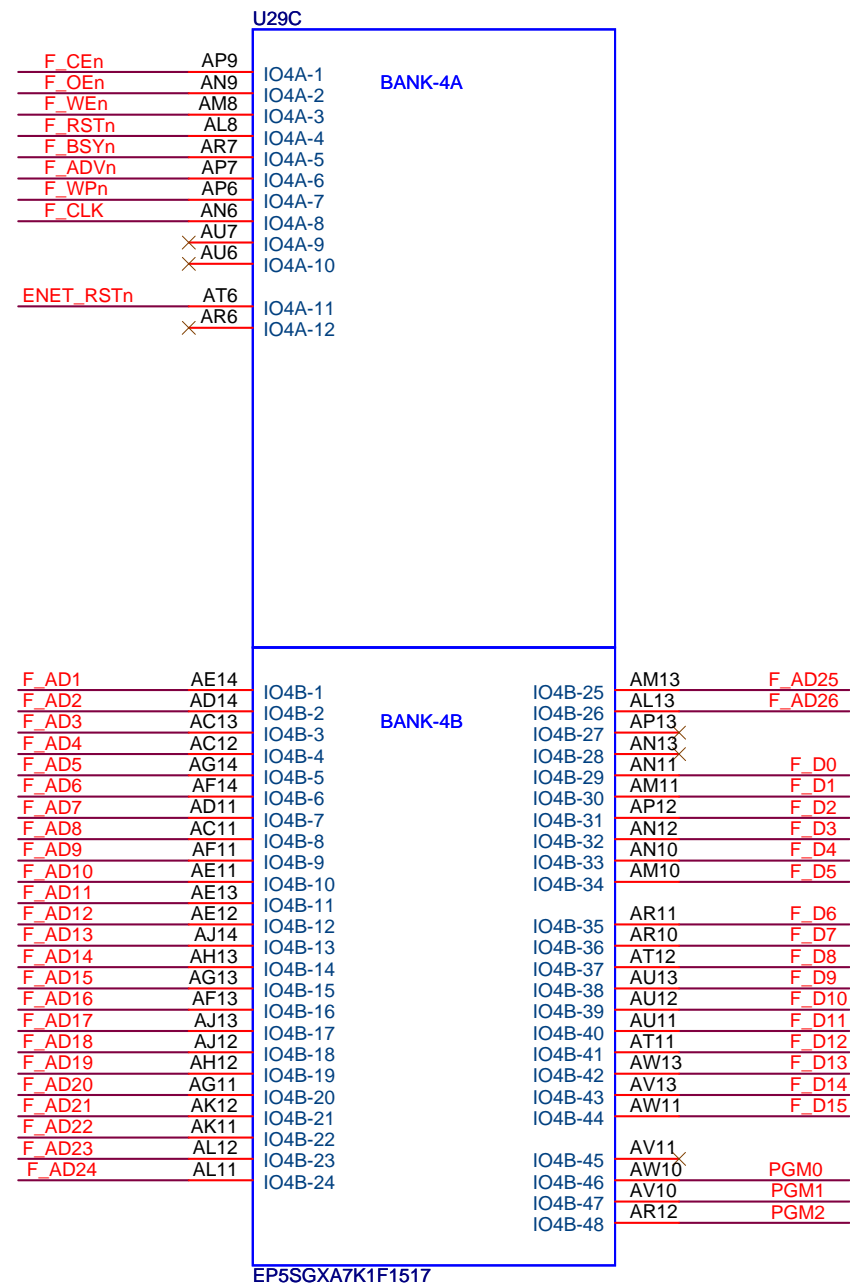 U29C
BANK-4A
F_CEn AP9 IO4A-1
F_OEn AN9 IO4A-2
F_WEn AM8 IO4A-3
F_RSTn AL8 IO4A-4
F_BSYn AR7 IO4A-5
F_ADVn AP7 IO4A-6
F_WPn AP6 IO4A-7
F_CLK AN6 IO4A-8
AU7 IO4A-9
AU6 IO4A-10
ENET_RSTn AT6 IO4A-11
AR6 IO4A-12
BANK-4B
F_AD1 AE14 IO4B-1 IO4B-25 AM13 F_AD25
F_AD2 AD14 IO4B-2 IO4B-26 AL13 F_AD26
F_AD3 AC13 IO4B-3 IO4B-27 AP13
F_AD4 AC12 IO4B-4 IO4B-28 AN13
F_AD5 AG14 IO4B-5 IO4B-29 AN11 F_D0
F_AD6 AF14 IO4B-6 IO4B-30 AM11 F_D1
F_AD7 AD11 IO4B-7 IO4B-31 AP12 F_D2
F_AD8 AC11 IO4B-8 IO4B-32 AN12 F_D3
F_AD9 AF11 IO4B-9 IO4B-33 AN10 F_D4
F_AD10 AE11 IO4B-10 IO4B-34 AM10 F_D5
F_AD11 AE13 IO4B-11
F_AD12 AE12 IO4B-12 IO4B-35 AR11 F_D6
F_AD13 AJ14 IO4B-13 IO4B-36 AR10 F_D7
F_AD14 AH13 IO4B-14 IO4B-37 AT12 F_D8
F_AD15 AG13 IO4B-15 IO4B-38 AU13 F_D9
F_AD16 AF13 IO4B-16 IO4B-39 AU12 F_D10
F_AD17 AJ13 IO4B-17 IO4B-40 AU11 F_D11
F_AD18 AJ12 IO4B-18 IO4B-41 AT11 F_D12
F_AD19 AH12 IO4B-19 IO4B-42 AW13 F_D13
F_AD20 AG11 IO4B-20 IO4B-43 AV13 F_D14
F_AD21 AK12 IO4B-21 IO4B-44 AW11 F_D15
F_AD22 AK11 IO4B-22
F_AD23 AL12 IO4B-23 IO4B-45 AV11
F_AD24 AL11 IO4B-24 IO4B-46 AW10 PGM0
IO4B-47 AV10 PGM1
IO4B-48 AR12 PGM2
EP5SGXA7K1F1517